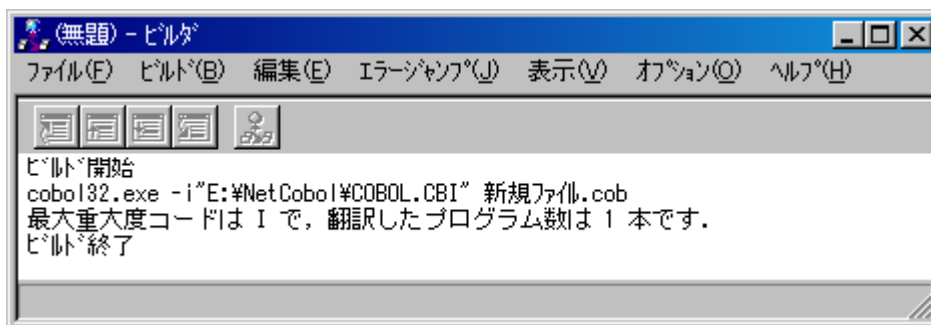 (無題) - ﾋﾞﾙﾀﾞ
ﾌｧｲﾙ(F) ﾋﾞﾙﾄﾞ(B) 編集(E) ｴﾗｰｼﾞｬﾝﾌﾟ(J) 表示(V) ｵﾌﾟｼｮﾝ(O) ﾍﾙﾌﾟ(H)
ﾋﾞﾙﾄﾞ開始
cobol32.exe -i"E:¥NetCobol¥COBOL.CBI" 新規ﾌｧｲﾙ.cob
最大重大度コードは I で，翻訳したプログラム数は 1 本です．
ﾋﾞﾙﾄﾞ終了